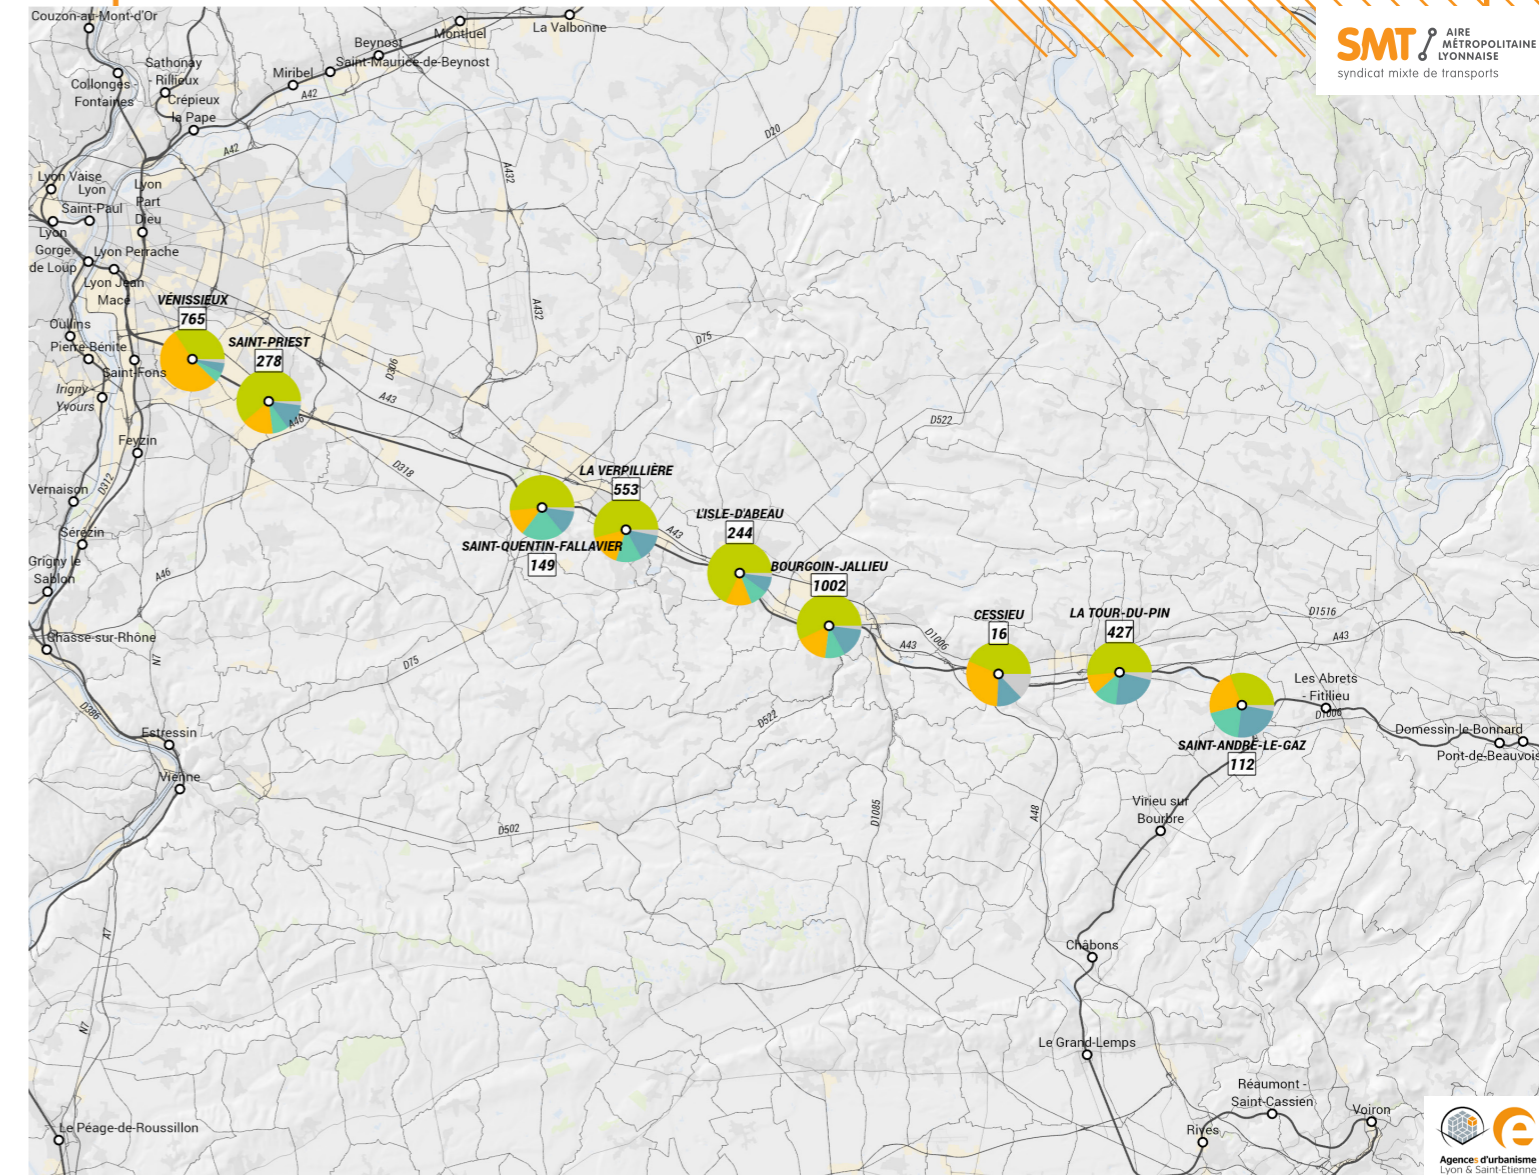 Couzon-au-Mont-d'Or
Montluel
La Valbonne
Beynost
Saint-Maurice-de-Beynost
Sathonay
- Rillieux
Miribel
Collonges -
Fontaines
Crépieux
la Pape
A42
A42
D20
A432
SMT
AIRE
MÉTROPOLITAINE
LYONNAISE
syndicat mixte de transports
Lyon Vaise
Lyon
Saint-Paul
Lyon
Part
Dieu
Lyon
Gorge
de Loup
Lyon Perrache
Lyon Jean
Macé
VÉNISSIEUX
765
A432
Oullins
Pierre-Bénite
Saint-Fons
SAINT-PRIEST
278
D306
A43
D75
Irigny -
Yvours
A46
Feyzin
D522
D318
Vernaison
D312
LA VERPILLIÈRE
553
Sérézin
A43
L'ISLE-D'ABEAU
244
SAINT-QUENTIN-FALLAVIER
149
Grigny le
Sablon
A46
BOURGOIN-JALLIEU
1002
CESSIEU
16
LA TOUR-DU-PIN
427
D1516
A43
D1006
A43
Chasse-sur-Rhône
N7
D75
D386
D522
Les Abrets
- Fitilieu
D1006
Estressin
Domessin-le-Bonnard
Pont-de-Beauvois
SAINT-ANDRÉ-LE-GAZ
112
Vienne
Virieu sur
Bourbre
D502
D1085
A48
A7
Châbons
N7
Le Grand-Lemps
Réaumont -
Saint-Cassien
Voiron
Rives
Le Péage-de-Roussillon
Agences d'urbanisme
Lyon & Saint-Etienne